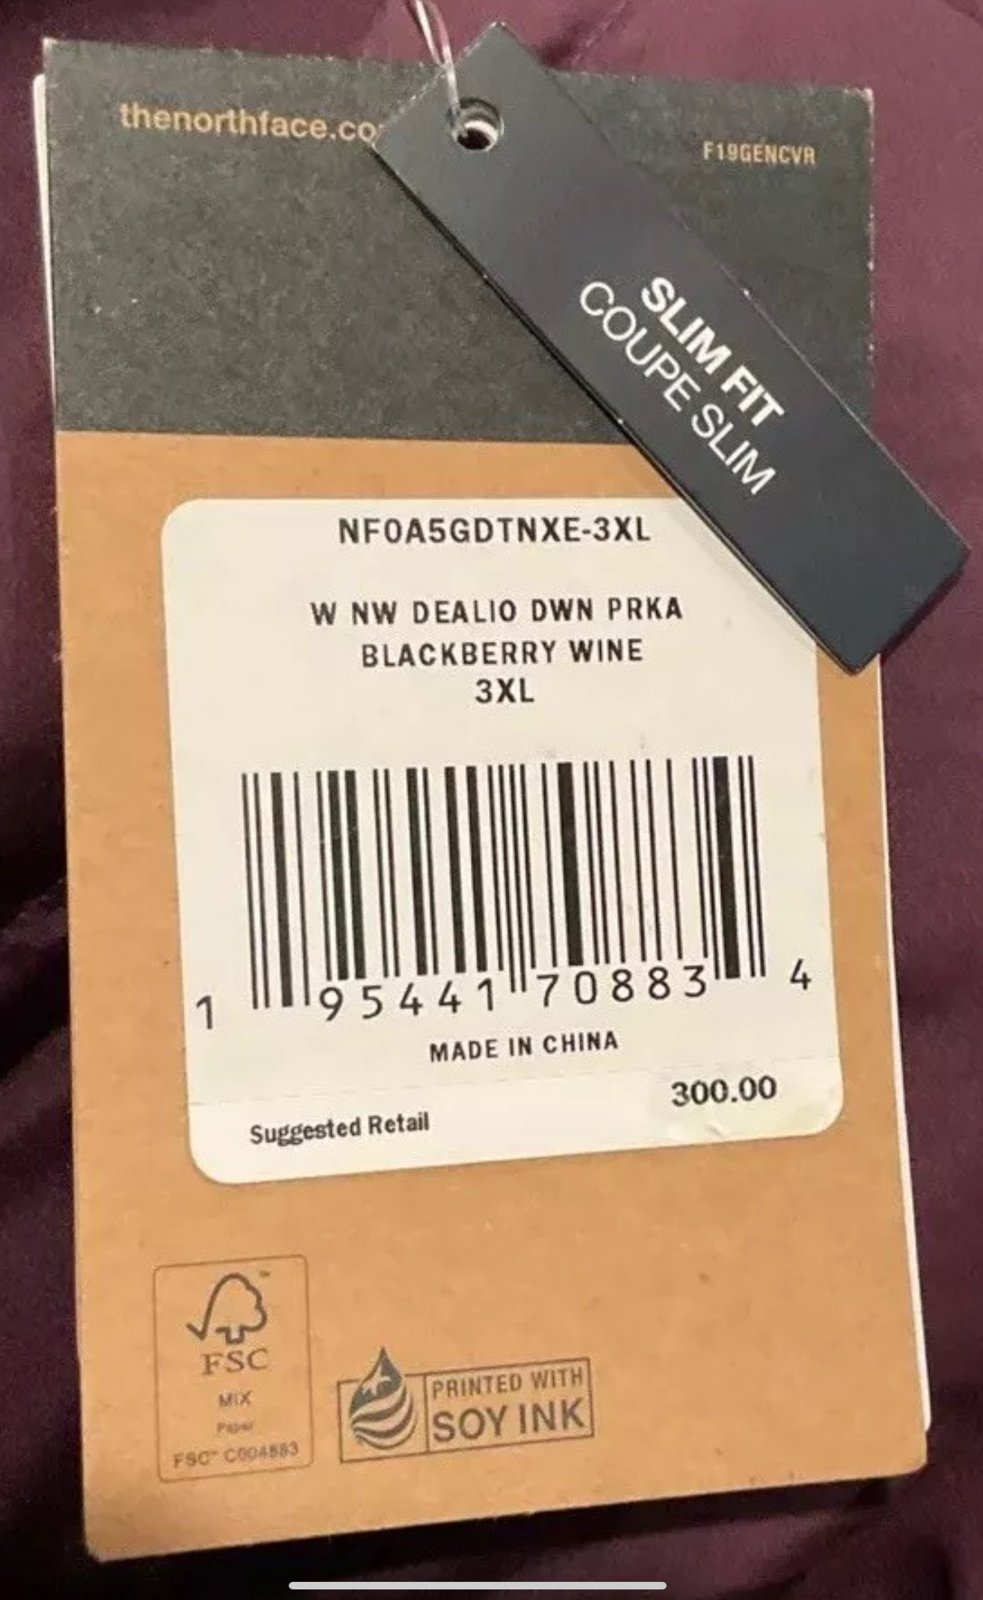 thenorthface.co
F19GENCVR
SLIM FIT
COUPE SLIM
NF0A5GDTNXE-3XL
W NW DEALIO DWN PRKA
BLACKBERRY WINE
3XL
1 95441 70883 4
MADE IN CHINA
300.00
Suggested Retail
FSC
MIX
Paper
FSC™ C004883
PRINTED WITH
SOY INK